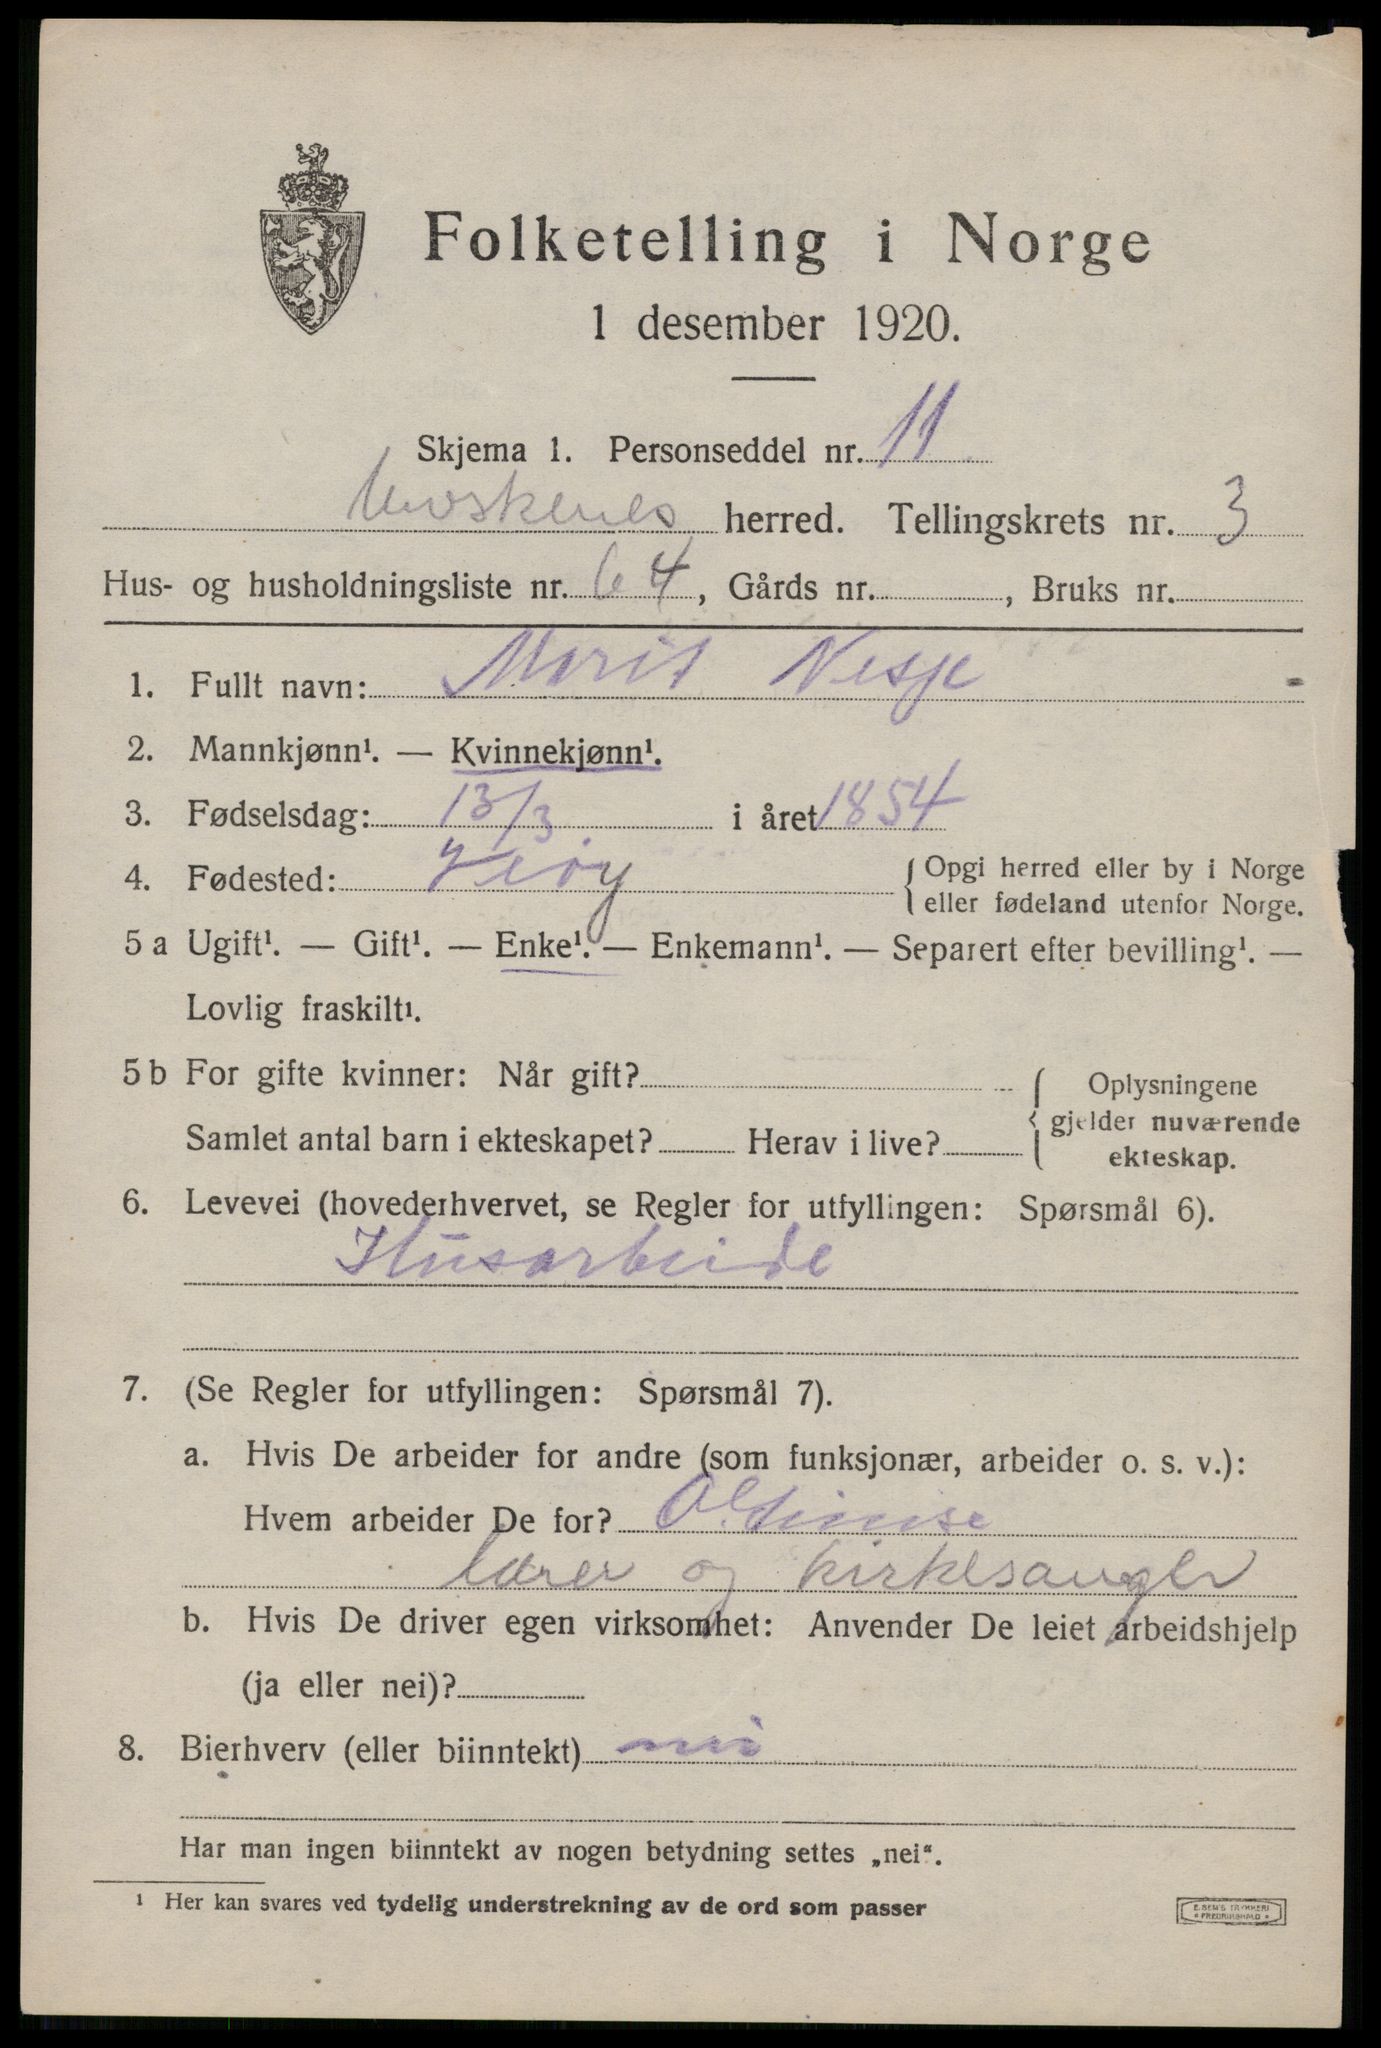 Folketelling i Norge
1 desember 1920.
Skjema 1. Personseddel nr. 11
Moskenes herred. Tellingskrets nr. 3
Hus- og husholdningsliste nr. 64, Gårds nr. , Bruks nr.
1. Fullt navn: Marit Nesje
2. Mannkjønn¹. — Kvinnekjønn¹.
3. Fødselsdag: 13/3 i året 1854
4. Fødested: Veøy { Opgi herred eller by i Norge
eller fødeland utenfor Norge.
5 a Ugift¹. — Gift¹. — Enke¹. — Enkemann¹. — Separert efter bevilling¹. —
Lovlig fraskilt¹.
5 b For gifte kvinner: Når gift?
Samlet antal barn i ekteskapet? Herav i live?
{ Oplysningene
gjelder nuværende
ekteskap.
6. Levevei (hovederhvervet, se Regler for utfyllingen: Spørsmål 6).
Husarbeide
7. (Se Regler for utfyllingen: Spørsmål 7).
a. Hvis De arbeider for andre (som funksjonær, arbeider o. s. v.):
Hvem arbeider De for?
lærer og kirkesanger
b. Hvis De driver egen virksomhet: Anvender De leiet arbeidshjelp
(ja eller nei)?
8. Bierhverv (eller biinntekt) nei
Har man ingen biinntekt av nogen betydning settes „nei“.
¹ Her kan svares ved tydelig understrekning av de ord som passer
E. SEM'S TRYKKERI
* FREDRIKSHALD *